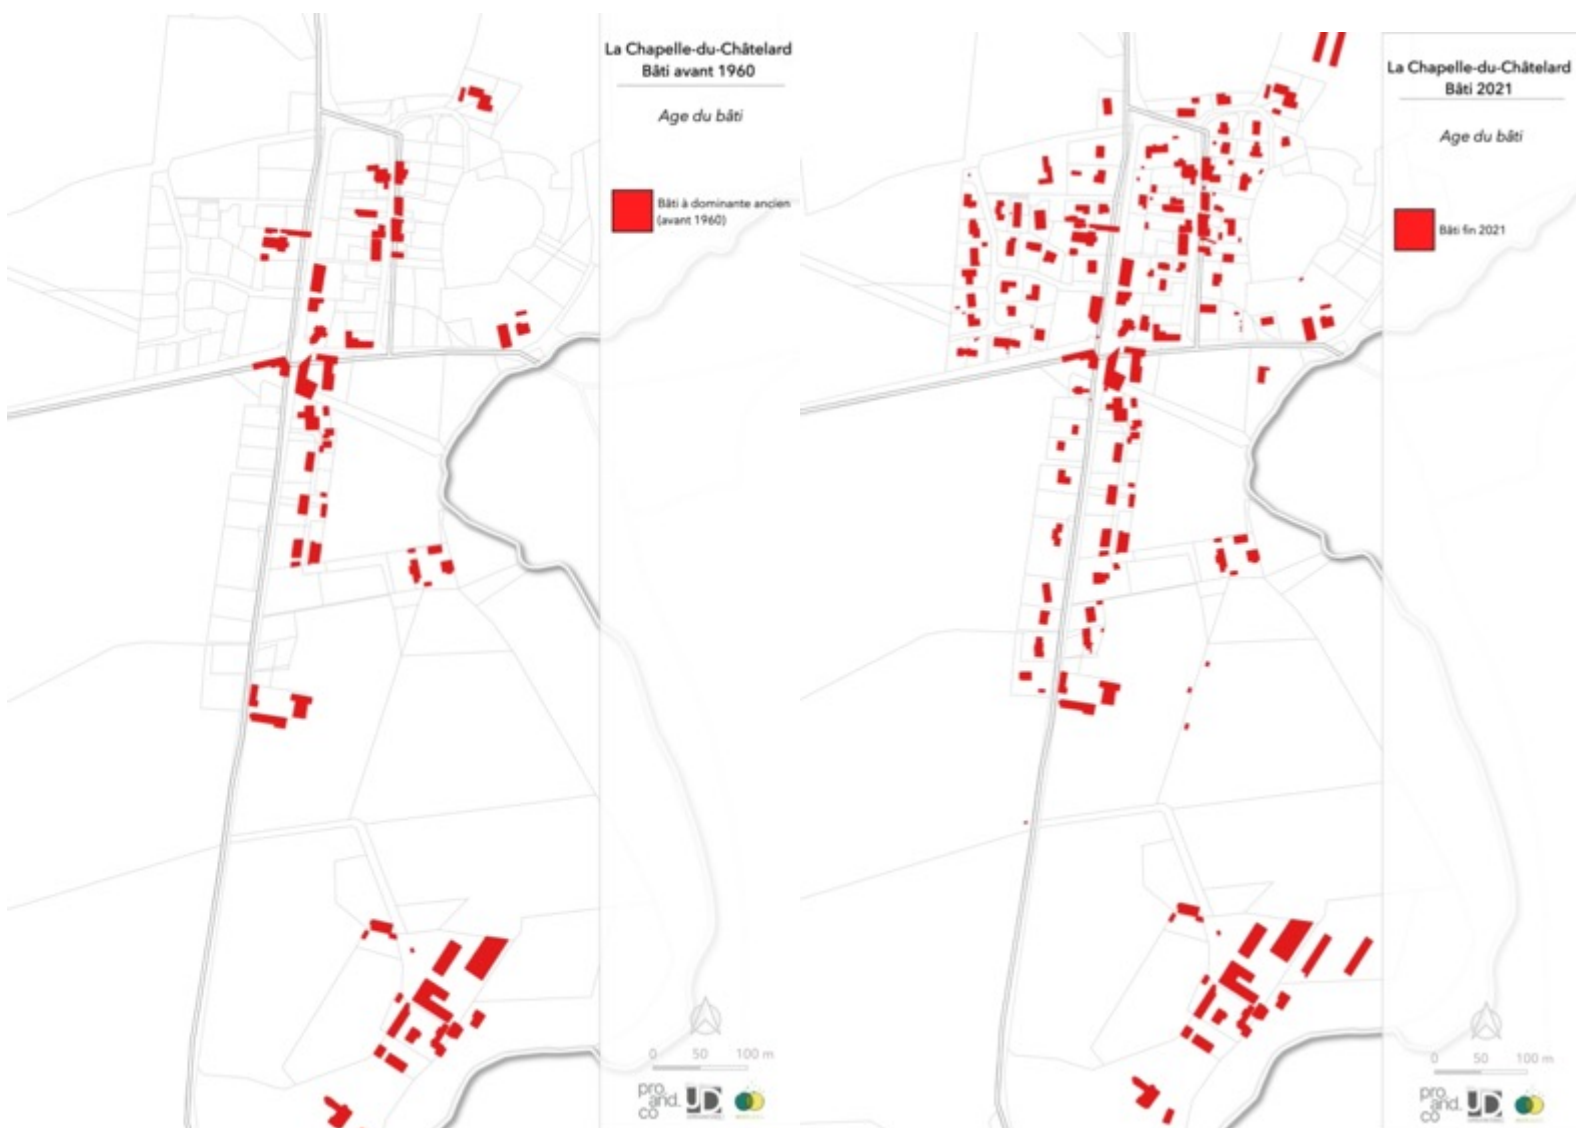 La Chapelle-du-Châtelard
Bâti avant 1960
Age du bâti
Bâti à dominante ancien
(avant 1960)
0 50 100 m
pro
and.
co
UD
La Chapelle-du-Châtelard
Bâti 2021
Age du bâti
Bâti fin 2021
0 50 100 m
pro
and.
co
UD